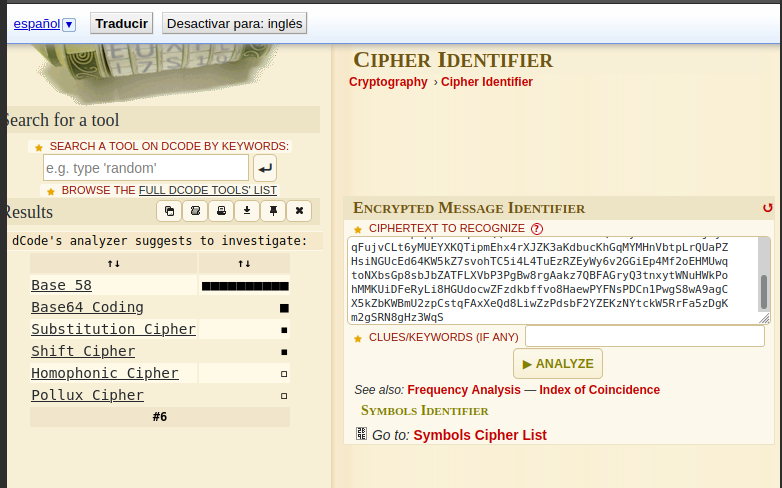 español ▼ Traducir Desactivar para: inglés
Search for a tool
★ SEARCH A TOOL ON DCODE BY KEYWORDS:
e.g. type 'random'
★ BROWSE THE FULL DCODE TOOLS' LIST
Results
dCode's analyzer suggests to investigate:
↑↓ ↑↓
Base 58 ■■■■■■■■■■
Base64 Coding ■
Substitution Cipher ▪
Shift Cipher ▪
Homophonic Cipher ▫
Pollux Cipher ▫
#6
CIPHER IDENTIFIER
Cryptography › Cipher Identifier
ENCRYPTED MESSAGE IDENTIFIER
★ CIPHERTEXT TO RECOGNIZE ?
qFujvCLt6yMUEYXKQTipmEhx4rXJZK3aKdbucKhGqMYMHnVbtpLrQUaPZ
HsiNGUcEd64KW5kZ7svohTC5i4L4TuEzRZEyWy6v2GGiEp4Mf2oEHMUwq
toNXbsGp8sbJbZATFLXVbP3PgBw8rgAakz7QBFAGryQ3tnxytWNuHWkPo
hMMKUiDFeRyLi8HGUdocwZFzdkbffvo8HaewPYFNsPDCn1PwgS8wA9agC
X5kZbKWBmU2zpCstqFAxXeQd8LiwZzPdsbF2YZEKzNYtckW5RrFa5zDgK
m2gSRN8gHz3WqS
★ CLUES/KEYWORDS (IF ANY)
▶ ANALYZE
See also: Frequency Analysis — Index of Coincidence
SYMBOLS IDENTIFIER
Go to: Symbols Cipher List